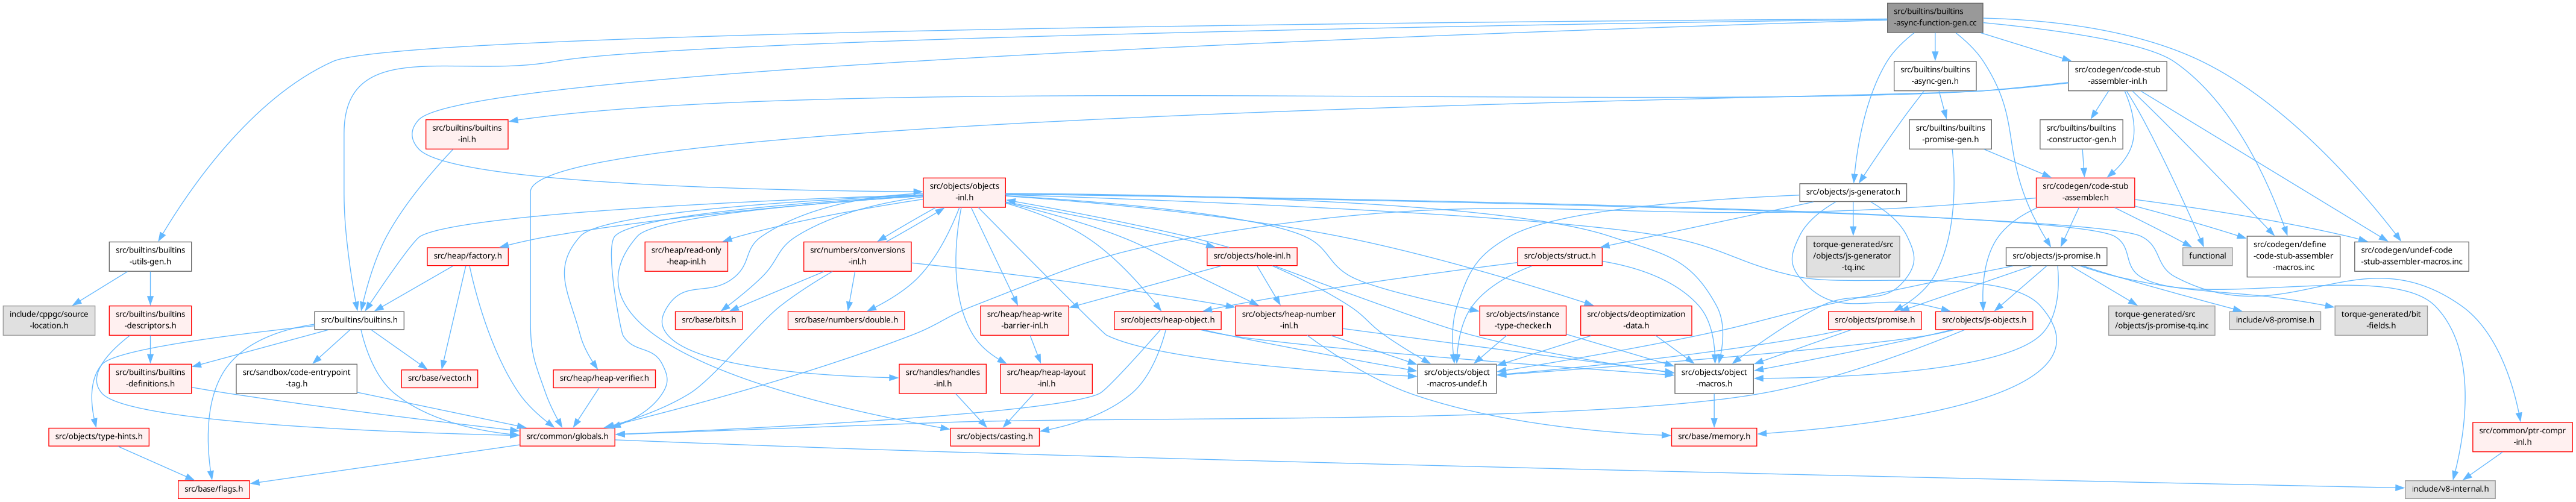 src/builtins/builtins
-async-function-gen.cc
src/builtins/builtins
-async-gen.h
src/codegen/code-stub
-assembler-inl.h
src/builtins/builtins
-inl.h
src/builtins/builtins
-promise-gen.h
src/builtins/builtins
-constructor-gen.h
src/objects/objects
-inl.h
src/objects/js-generator.h
src/codegen/code-stub
-assembler.h
src/builtins/builtins
-utils-gen.h
src/heap/factory.h
src/heap/read-only
-heap-inl.h
src/numbers/conversions
-inl.h
src/objects/hole-inl.h
src/objects/struct.h
torque-generated/src
/objects/js-generator
-tq.inc
src/objects/js-promise.h
functional
src/codegen/define
-code-stub-assembler
-macros.inc
src/codegen/undef-code
-stub-assembler-macros.inc
include/cppgc/source
-location.h
src/builtins/builtins
-descriptors.h
src/builtins/builtins.h
src/base/bits.h
src/base/numbers/double.h
src/heap/heap-write
-barrier-inl.h
src/objects/heap-object.h
src/objects/heap-number
-inl.h
src/objects/instance
-type-checker.h
src/objects/deoptimization
-data.h
src/objects/promise.h
src/objects/js-objects.h
torque-generated/src
/objects/js-promise-tq.inc
include/v8-promise.h
torque-generated/bit
-fields.h
src/builtins/builtins
-definitions.h
src/sandbox/code-entrypoint
-tag.h
src/base/vector.h
src/heap/heap-verifier.h
src/handles/handles
-inl.h
src/heap/heap-layout
-inl.h
src/objects/object
-macros-undef.h
src/objects/object
-macros.h
src/objects/type-hints.h
src/common/globals.h
src/objects/casting.h
src/base/memory.h
src/common/ptr-compr
-inl.h
src/base/flags.h
include/v8-internal.h